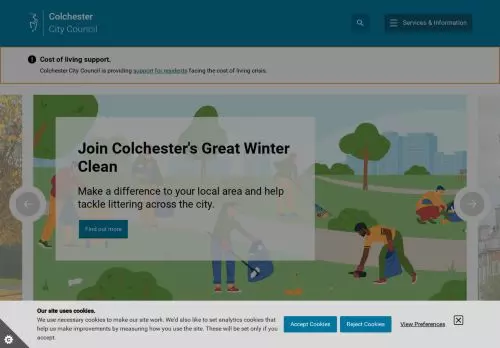 Colchester
City Council
Services & Information
Cost of living support.
Colchester City Council is providing support for residents facing the cost of living crisis.
Join Colchester's Great Winter
Clean
Make a difference to your local area and help
tackle littering across the city.
Find out more
Our site uses cookies.
We use necessary cookies to make our site work. We'd also like to set analytics cookies that
help us make improvements by measuring how you use the site. These will be set only if you
accept.
Accept Cookies
Reject Cookies
View Preferences